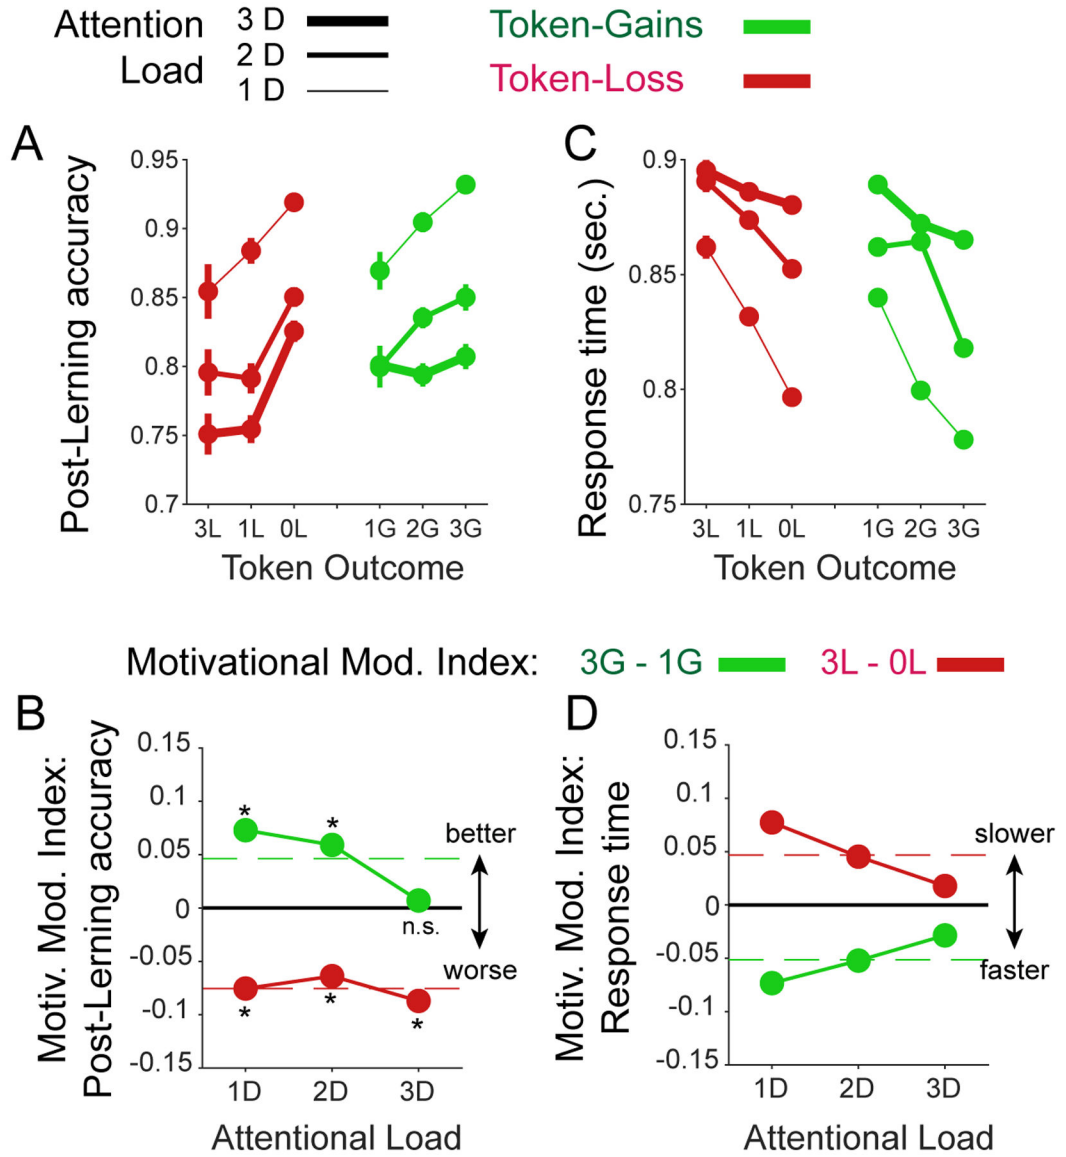 Attention Load
3 D
2 D
1 D
Token-Gains
Token-Loss
A
Post-Lerning accuracy
0.95
0.9
0.85
0.8
0.75
0.7
3L 1L 0L 1G 2G 3G
Token Outcome
C
Response time (sec.)
0.9
0.85
0.8
0.75
3L 1L 0L 1G 2G 3G
Token Outcome
Motivational Mod. Index: 3G - 1G 3L - 0L
B
Motiv. Mod. Index:
Post-Lerning accuracy
0.15
0.1
0.05
0
-0.05
-0.1
-0.15
*
*
n.s.
*
*
*
better
worse
1D 2D 3D
Attentional Load
D
Motiv. Mod. Index:
Response time
0.15
0.1
0.05
0
-0.05
-0.1
-0.15
slower
faster
1D 2D 3D
Attentional Load